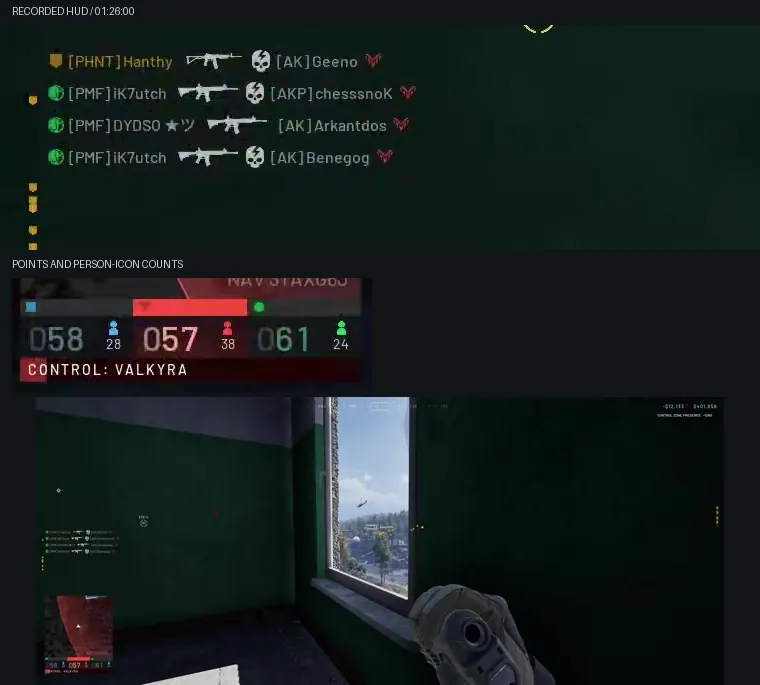 RECORDED HUD / 01:26:00
[PHNT]Hanthy [AK]Geeno
[PMF]iK7utch [AKP]chesssnoK
[PMF]DYDSO ★ツ [AK]Arkantdos
[PMF]iK7utch [AK]Benegog
POINTS AND PERSON-ICON COUNTS
058 28 057 38 061 24
CONTROL: VALKYRA